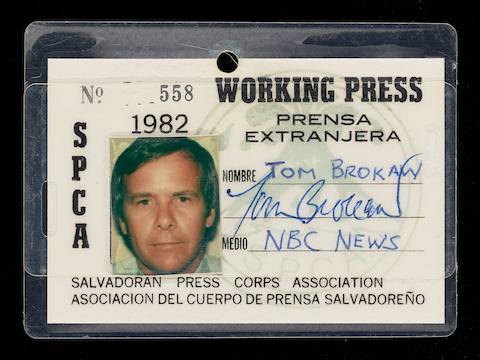 Nº 558
WORKING PRESS
1982
PRENSA
EXTRANJERA
SPCA
NOMBRE TOM BROKAW
Tom Brokaw
MEDIO NBC NEWS
SALVADORAN PRESS CORPS ASSOCIATION
ASOCIACION DEL CUERPO DE PRENSA SALVADOREÑO